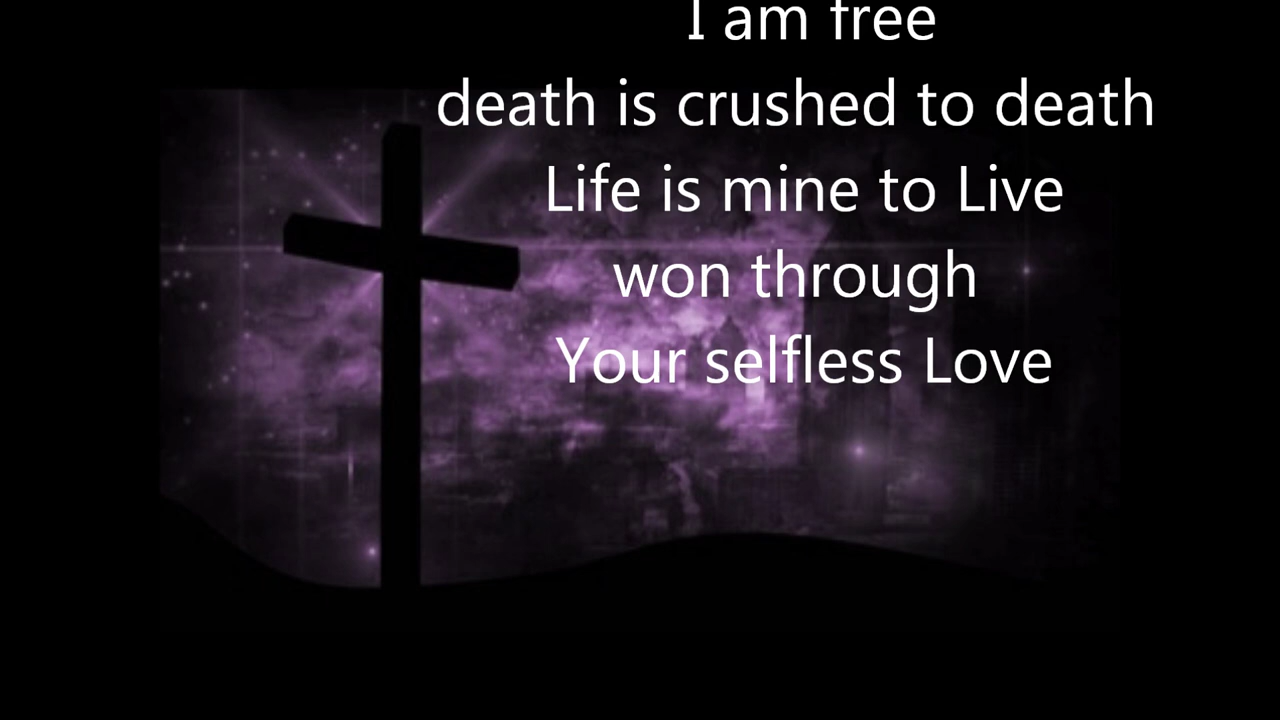 I am free
death is crushed to death
Life is mine to Live
won through
Your selfless Love